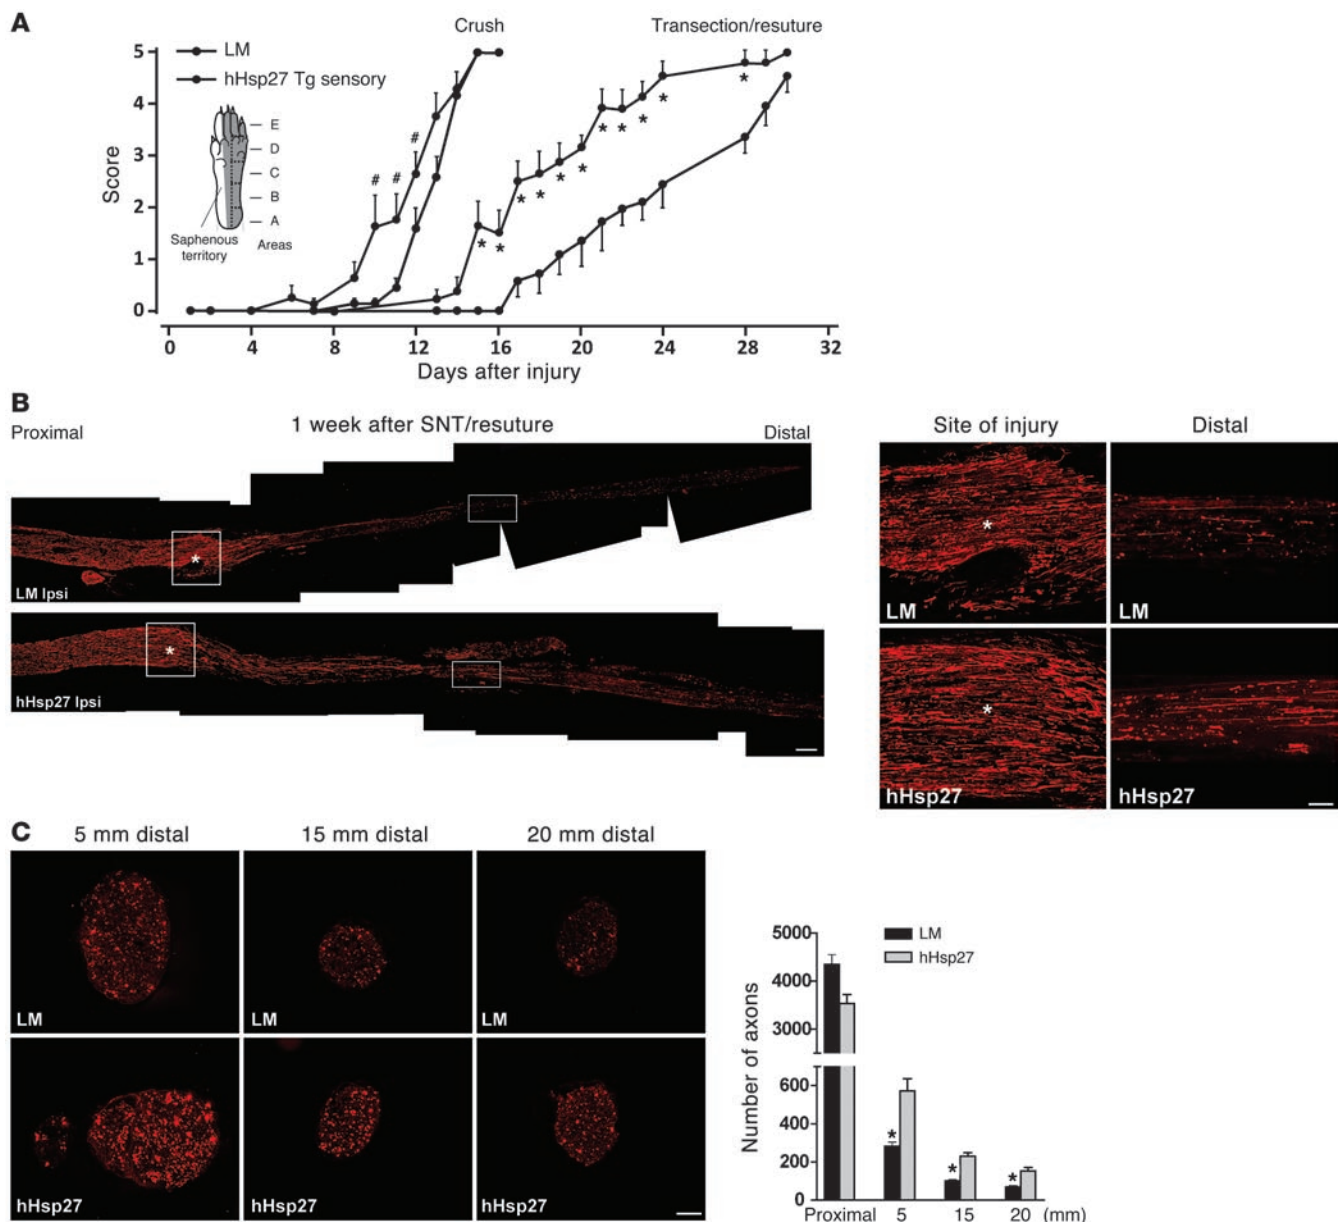 A
Crush
Transection/resuture
LM
hHsp27 Tg sensory
5
4
3
2
1
0
Score
E
D
C
B
A
Saphenous
territory
Areas
# # #
* * * * * * * * * *
0 4 8 12 16 20 24 28 32
Days after injury
B
Proximal
1 week after SNT/resuture
Distal
*
LM Ipsi
*
hHsp27 Ipsi
Site of injury
Distal
*
LM
LM
*
hHsp27
hHsp27
C
5 mm distal
15 mm distal
20 mm distal
LM
LM
LM
hHsp27
hHsp27
hHsp27
LM
hHsp27
Number of axons
5000
4000
3000
600
400
200
0
* * *
Proximal 5 15 20 (mm)